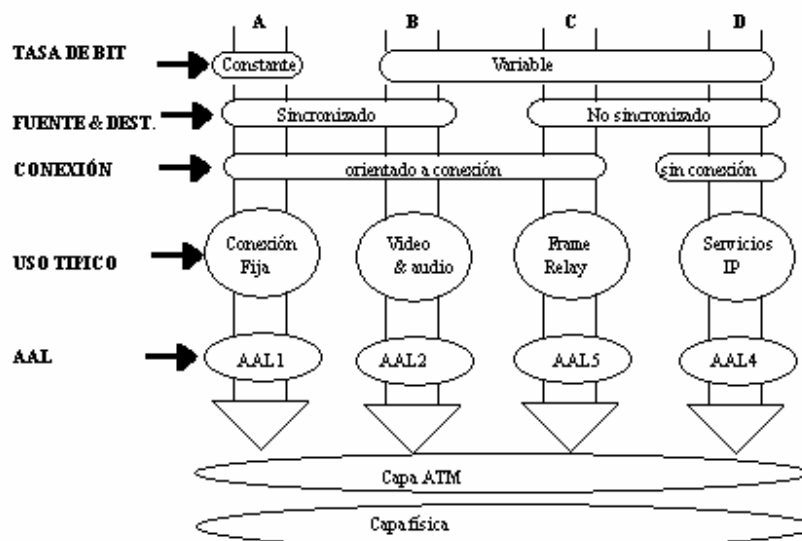 A B C D
TASA DE BIT
Constante Variable
FUENTE & DEST.
Sincronizado No sincronizado
CONEXIÓN
orientado a conexión sin conexión
USO TIPICO
Conexión Fija
Video & audio
Frame Relay
Servicios IP
AAL
AAL1 AAL2 AAL5 AAL4
Capa ATM
Capa física